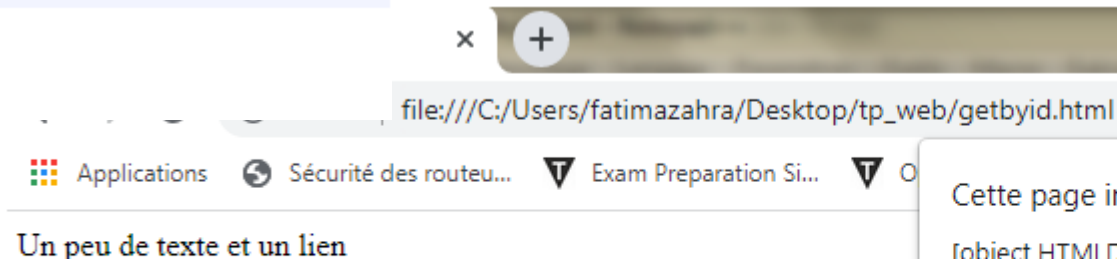 file:///C:/Users/fatimazahra/Desktop/tp_web/getbyid.html
Applications Sécurité des routeu... Exam Preparation Si... O
Cette page in
Un peu de texte et un lien
[object HTMLD